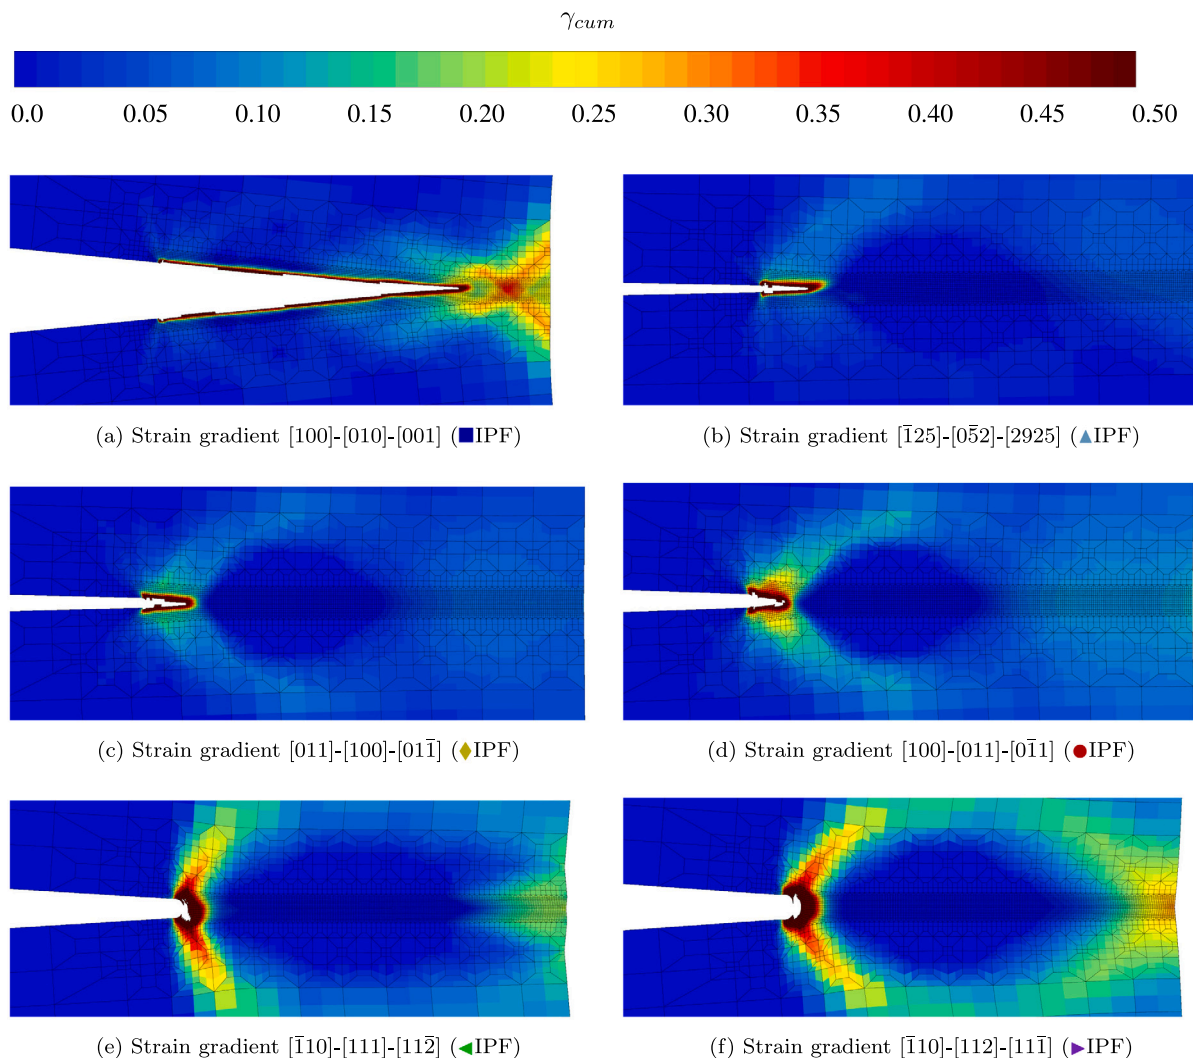 γcum
0.0 0.05 0.10 0.15 0.20 0.25 0.30 0.35 0.40 0.45 0.50
(a) Strain gradient [100]-[010]-[001] (■IPF)
(b) Strain gradient [1̅25]-[05̅2]-[2925] (▲IPF)
(c) Strain gradient [011]-[100]-[011̅] (♦IPF)
(d) Strain gradient [100]-[011]-[01̅1] (●IPF)
(e) Strain gradient [1̅10]-[111]-[112̅] (◀IPF)
(f) Strain gradient [1̅10]-[112]-[111̅] (▶IPF)